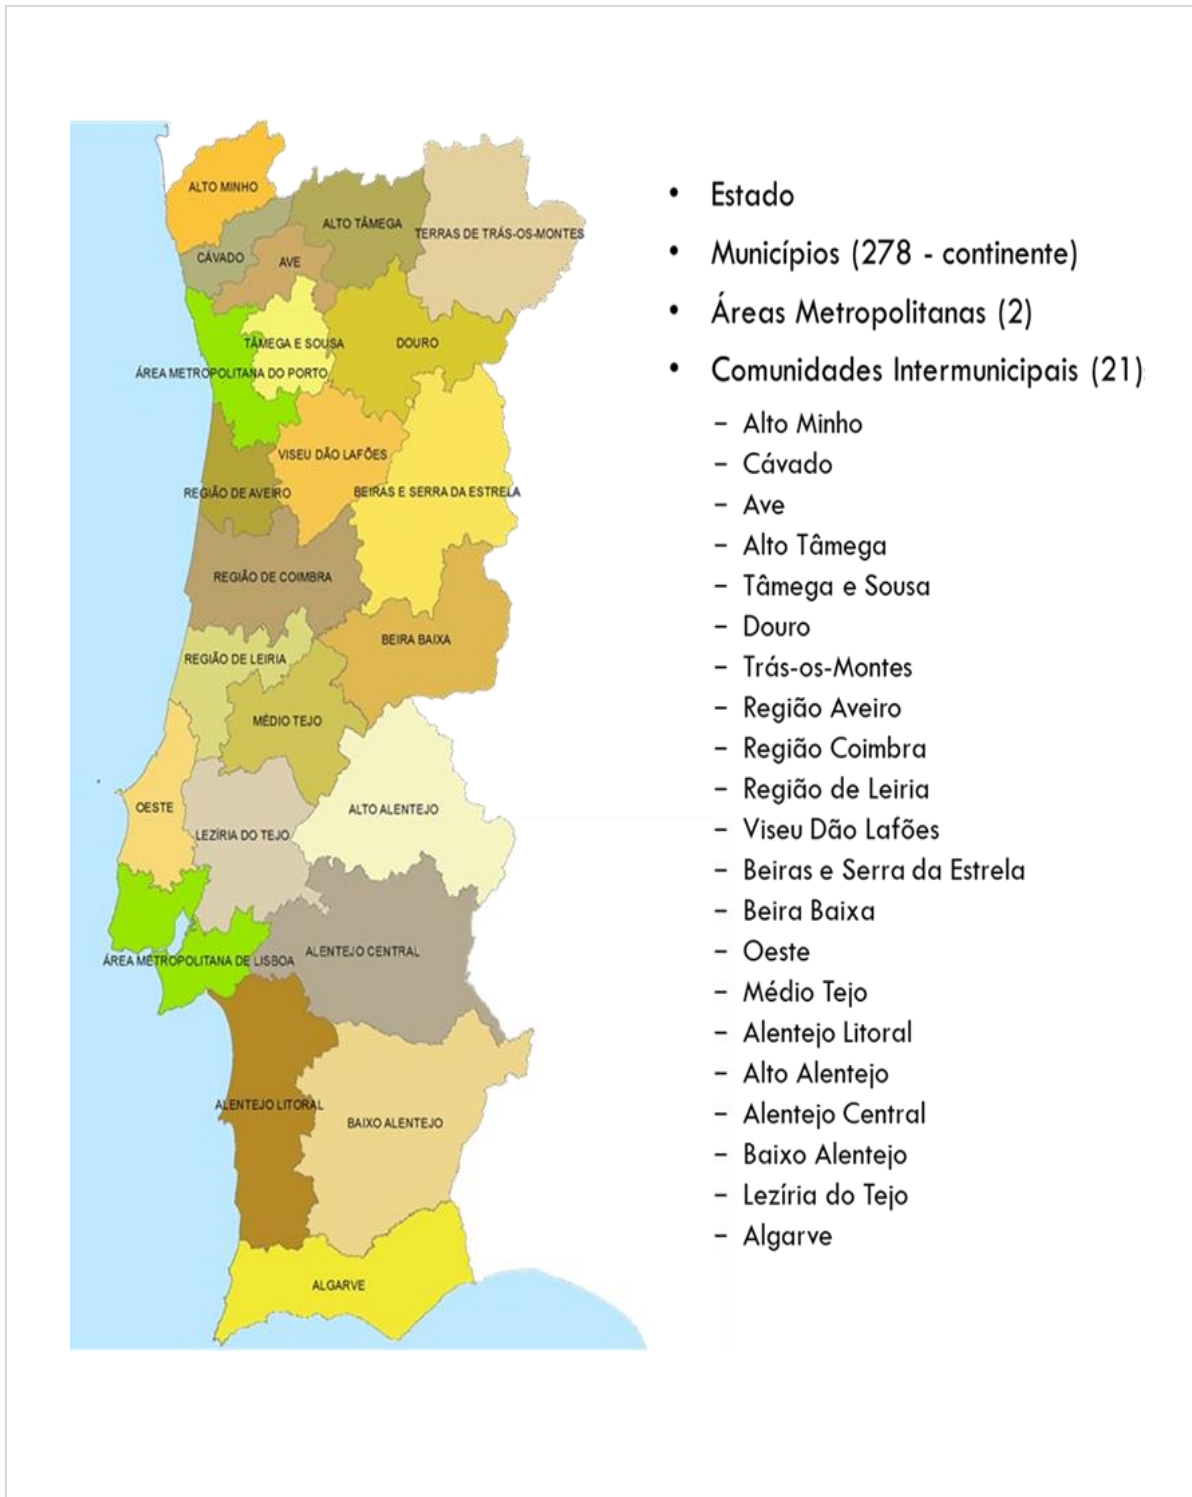 ALTO MINHO
ALTO TÂMEGA
TERRAS DE TRÁS-OS-MONTES
CÁVADO
AVE
TÂMEGA E SOUSA
DOURO
ÁREA METROPOLITANA DO PORTO
VISEU DÃO LAFÕES
REGIÃO DE AVEIRO
BEIRAS E SERRA DA ESTRELA
REGIÃO DE COIMBRA
BEIRA BAIXA
REGIÃO DE LEIRIA
MÉDIO TEJO
OESTE
ALTO ALENTEJO
LEZÍRIA DO TEJO
ALENTEJO CENTRAL
ÁREA METROPOLITANA DE LISBOA
ALENTEJO LITORAL
BAIXO ALENTEJO
ALGARVE
• Estado
• Municípios (278 - continente)
• Áreas Metropolitanas (2)
• Comunidades Intermunicipais (21)
– Alto Minho
– Cávado
– Ave
– Alto Tâmega
– Tâmega e Sousa
– Douro
– Trás-os-Montes
– Região Aveiro
– Região Coimbra
– Região de Leiria
– Viseu Dão Lafões
– Beiras e Serra da Estrela
– Beira Baixa
– Oeste
– Médio Tejo
– Alentejo Litoral
– Alto Alentejo
– Alentejo Central
– Baixo Alentejo
– Lezíria do Tejo
– Algarve